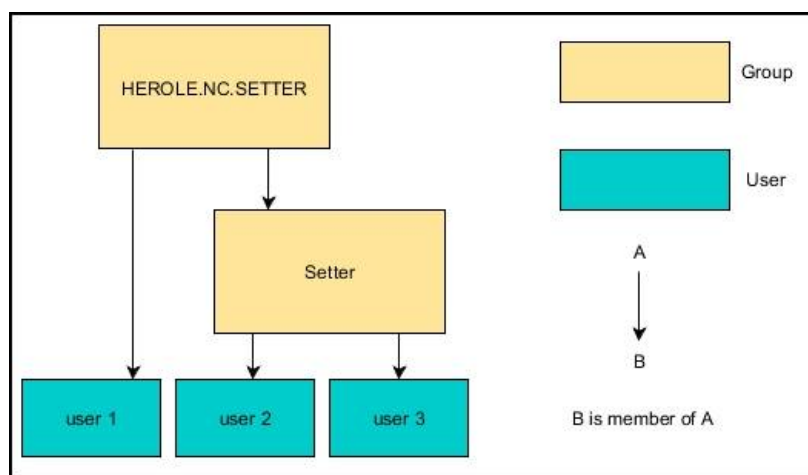 HEROLE.NC.SETTER
Group
User
Setter
A
B
user 1
user 2
user 3
B is member of A